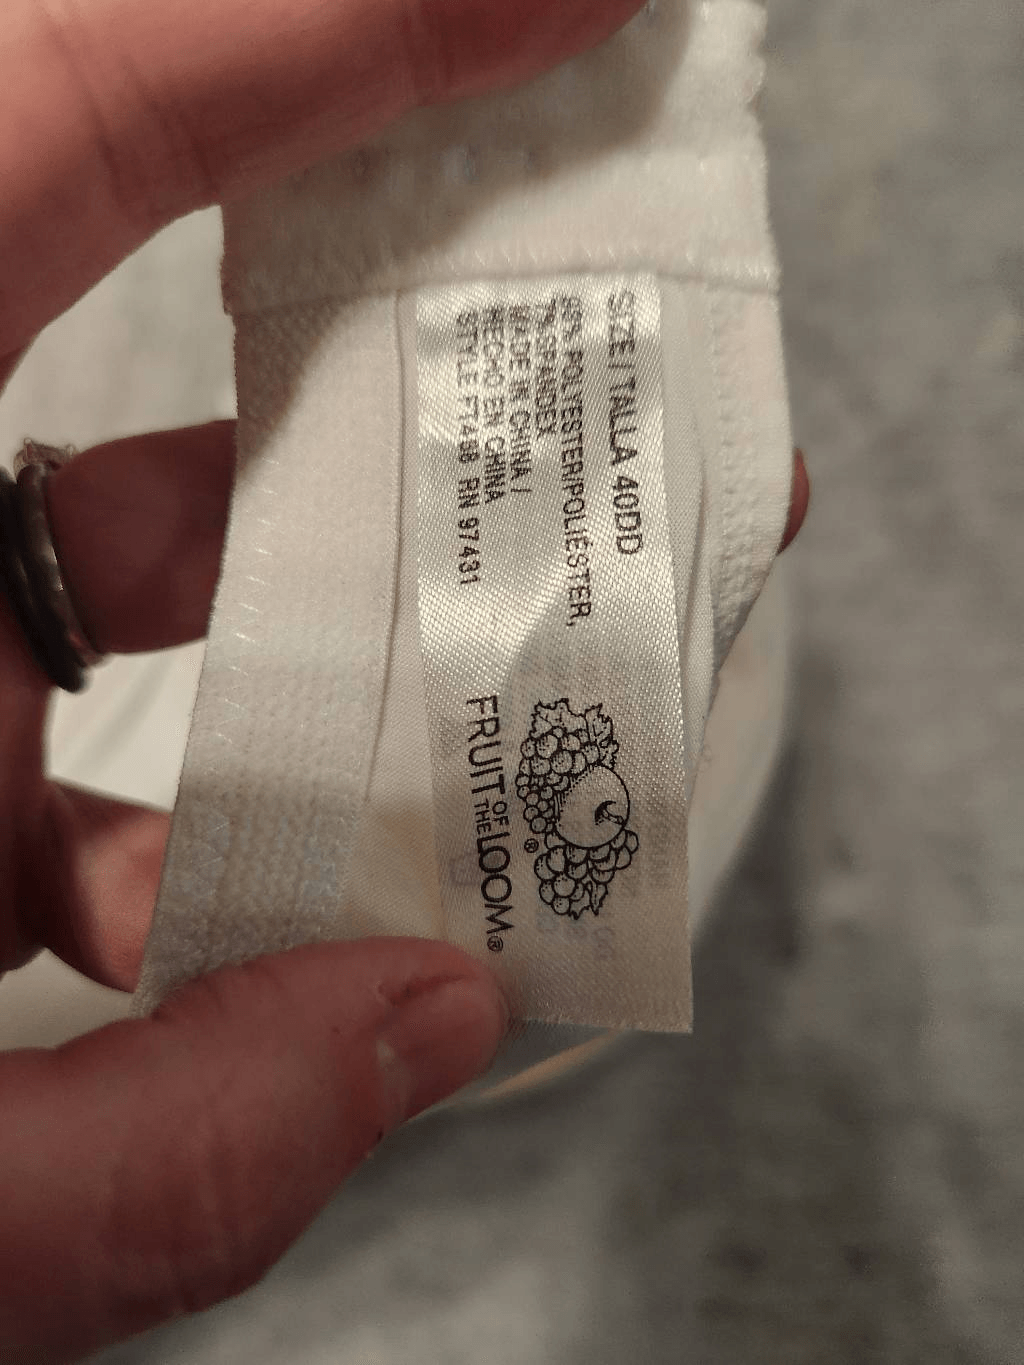 SIZE / TALLA 40DD
POLYESTER/POLIÉSTER,
SPANDEX
MADE IN CHINA /
HECHO EN CHINA
STYLE FT488 RN 97431
FRUIT OF THE LOOM®
®